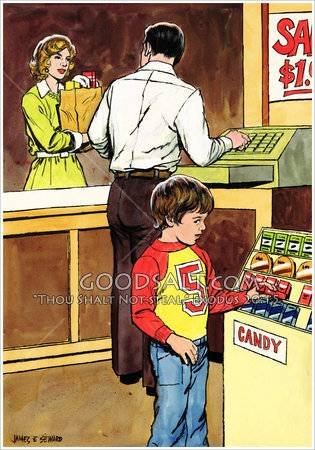 SA
$1.9
5
GOODSALT.COM
"THOU SHALT NOT STEAL" EXODUS 20:15
CANDY
JAMES E SEWARD